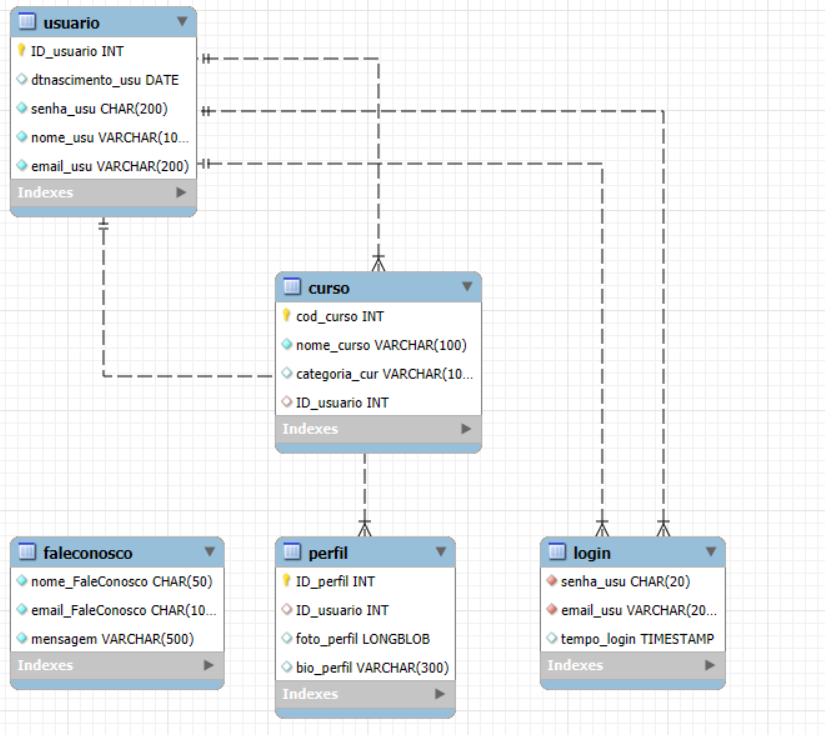 usuario
ID_usuario INT
dtnascimento_usu DATE
senha_usu CHAR(200)
nome_usu VARCHAR(10...
email_usu VARCHAR(200)
Indexes
curso
cod_curso INT
nome_curso VARCHAR(100)
categoria_cur VARCHAR(10...
ID_usuario INT
Indexes
faleconosco
nome_FaleConosco CHAR(50)
email_FaleConosco CHAR(10...
mensagem VARCHAR(500)
Indexes
perfil
ID_perfil INT
ID_usuario INT
foto_perfil LONGBLOB
bio_perfil VARCHAR(300)
Indexes
login
senha_usu CHAR(20)
email_usu VARCHAR(20...
tempo_login TIMESTAMP
Indexes